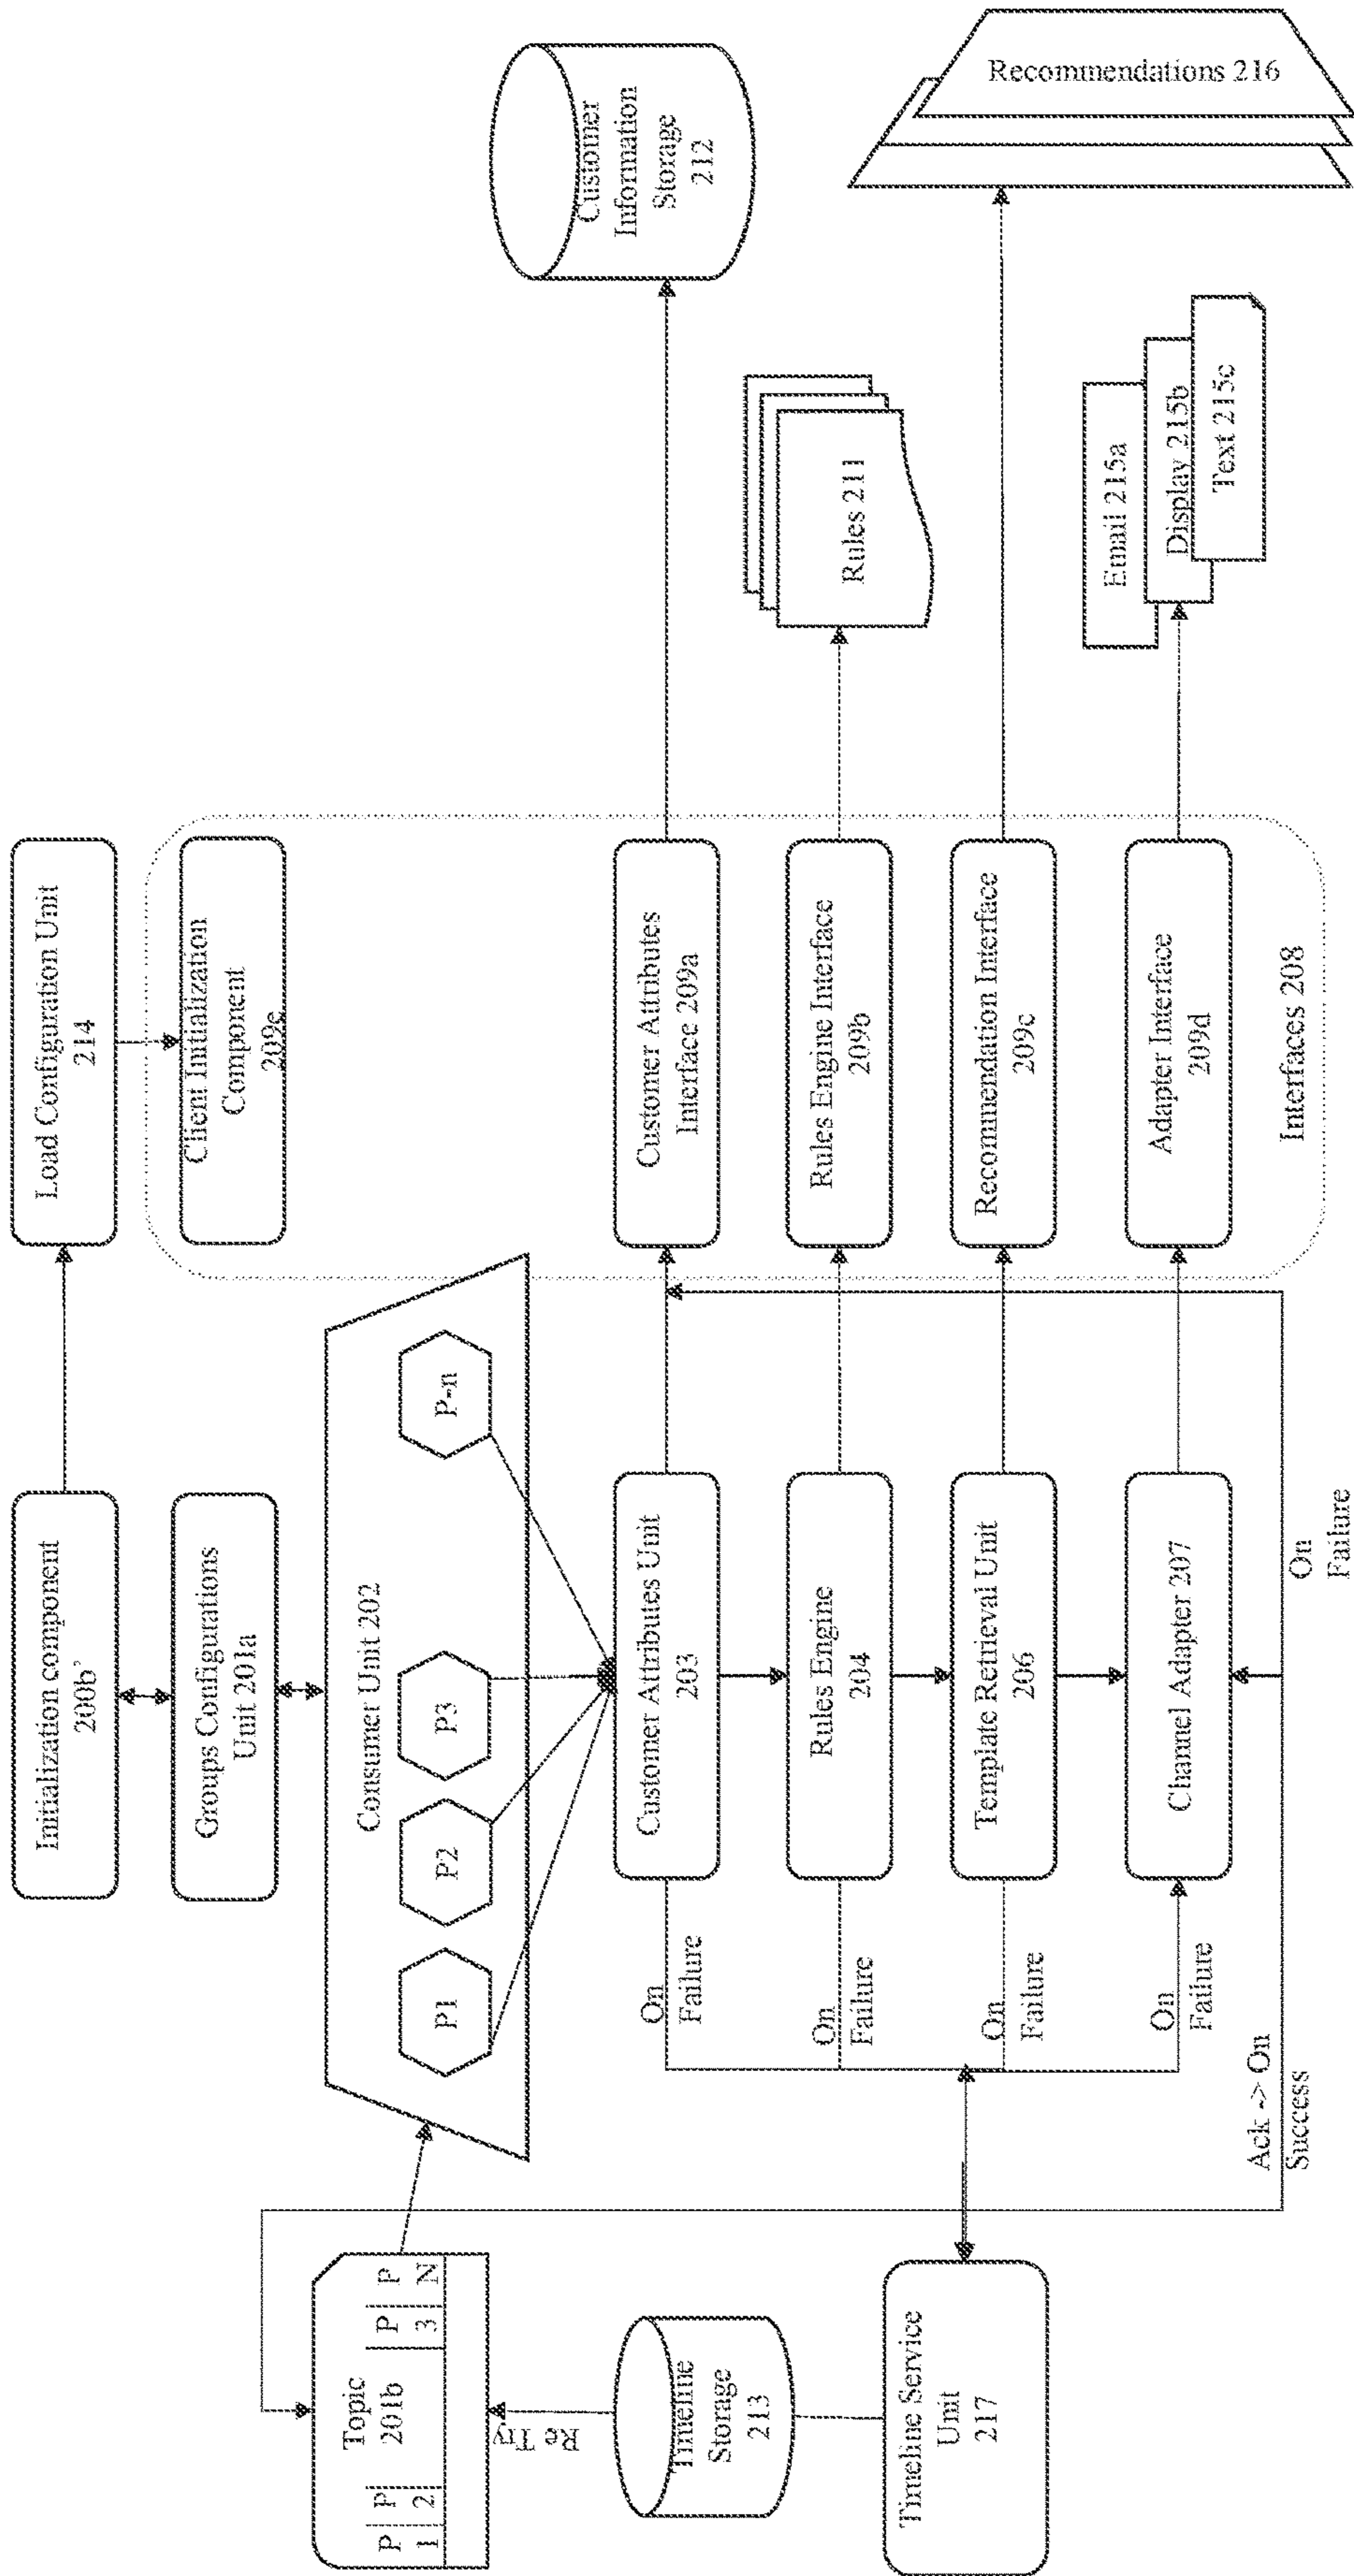 Initialization component
200b'
Load Configuration Unit
214
Groups Configurations
Unit 201a
Client Initialization
Component
209e
Topic
201b
P P P P
1 2 3 N
Consumer Unit 202
P1
P2
P3
P-n
Re Try
Timeline
Storage
213
Timeline Service
Unit
217
On
Failure
On
Failure
On
Failure
On
Failure
Ack -> On
Success
On
Failure
Customer Attributes Unit
203
Rules Engine
204
Template Retrieval Unit
206
Channel Adapter 207
Customer Attributes
Interface 209a
Rules Engine Interface
209b
Recommendation Interface
209c
Adapter Interface
209d
Interfaces 208
Customer
Information
Storage
212
Rules 211
Recommendations 216
Email 215a
Display 215b
Text 215c